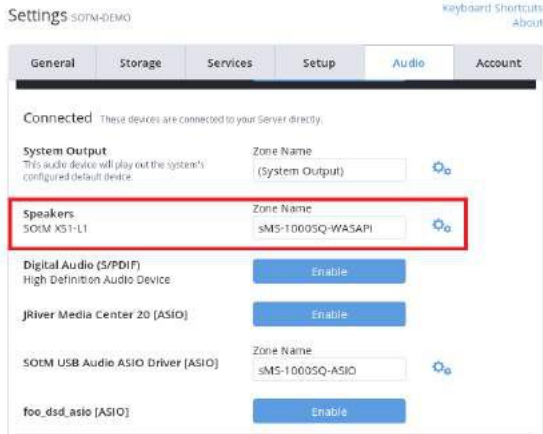 Settings SOTM-DEMO
Keyboard Shortcuts
About
General Storage Services Setup Audio Account
Connected These devices are connected to your Server directly.
System Output
This audio device will play out the system's
configured default device.
Zone Name
(System Output)
Speakers
SOtM XS1-L1
Zone Name
sMS-1000SQ-WASAPI
Digital Audio (S/PDIF)
High Definition Audio Device
Enable
JRiver Media Center 20 [ASIO]
Enable
SOtM USB Audio ASIO Driver [ASIO]
Zone Name
sMS-1000SQ-ASIO
foo_dsd_asio [ASIO]
Enable